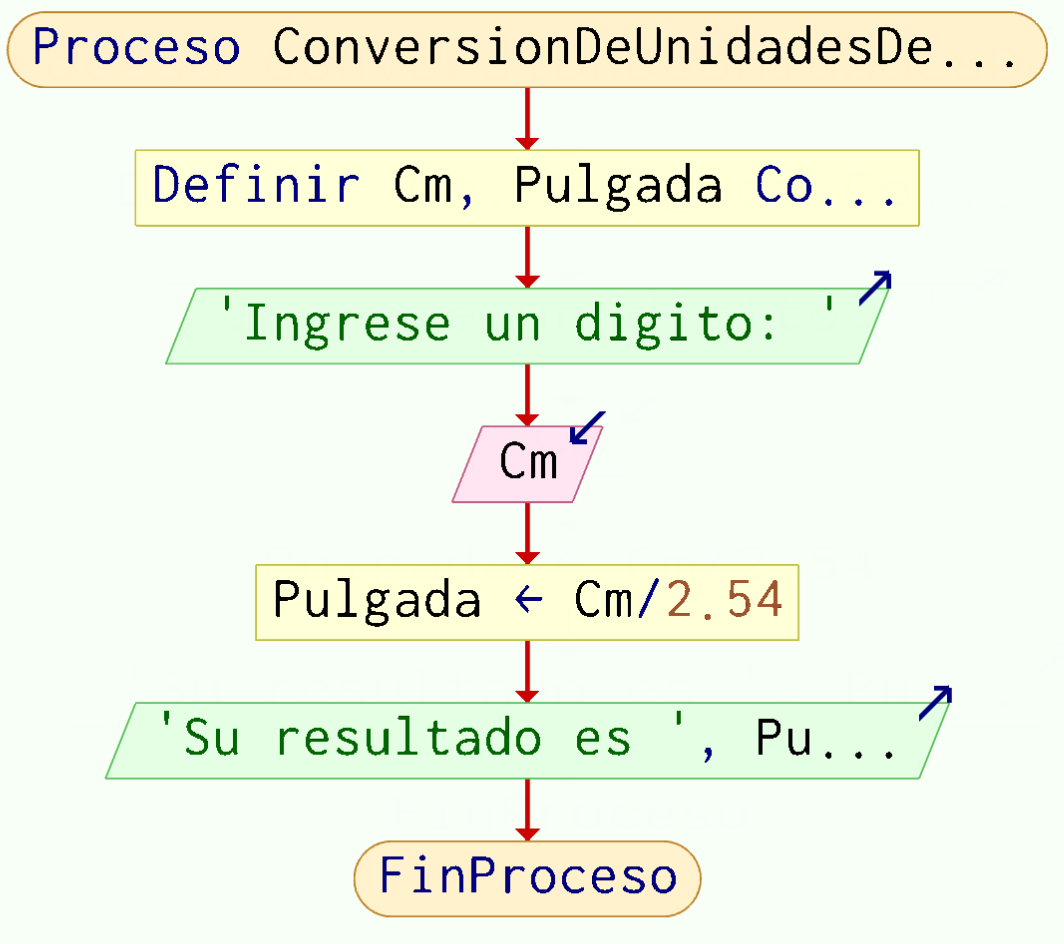 Proceso ConversionDeUnidadesDe...
Definir Cm, Pulgada Co...
'Ingrese un digito: '
Cm
Pulgada ← Cm/2.54
'Su resultado es ', Pu...
FinProceso